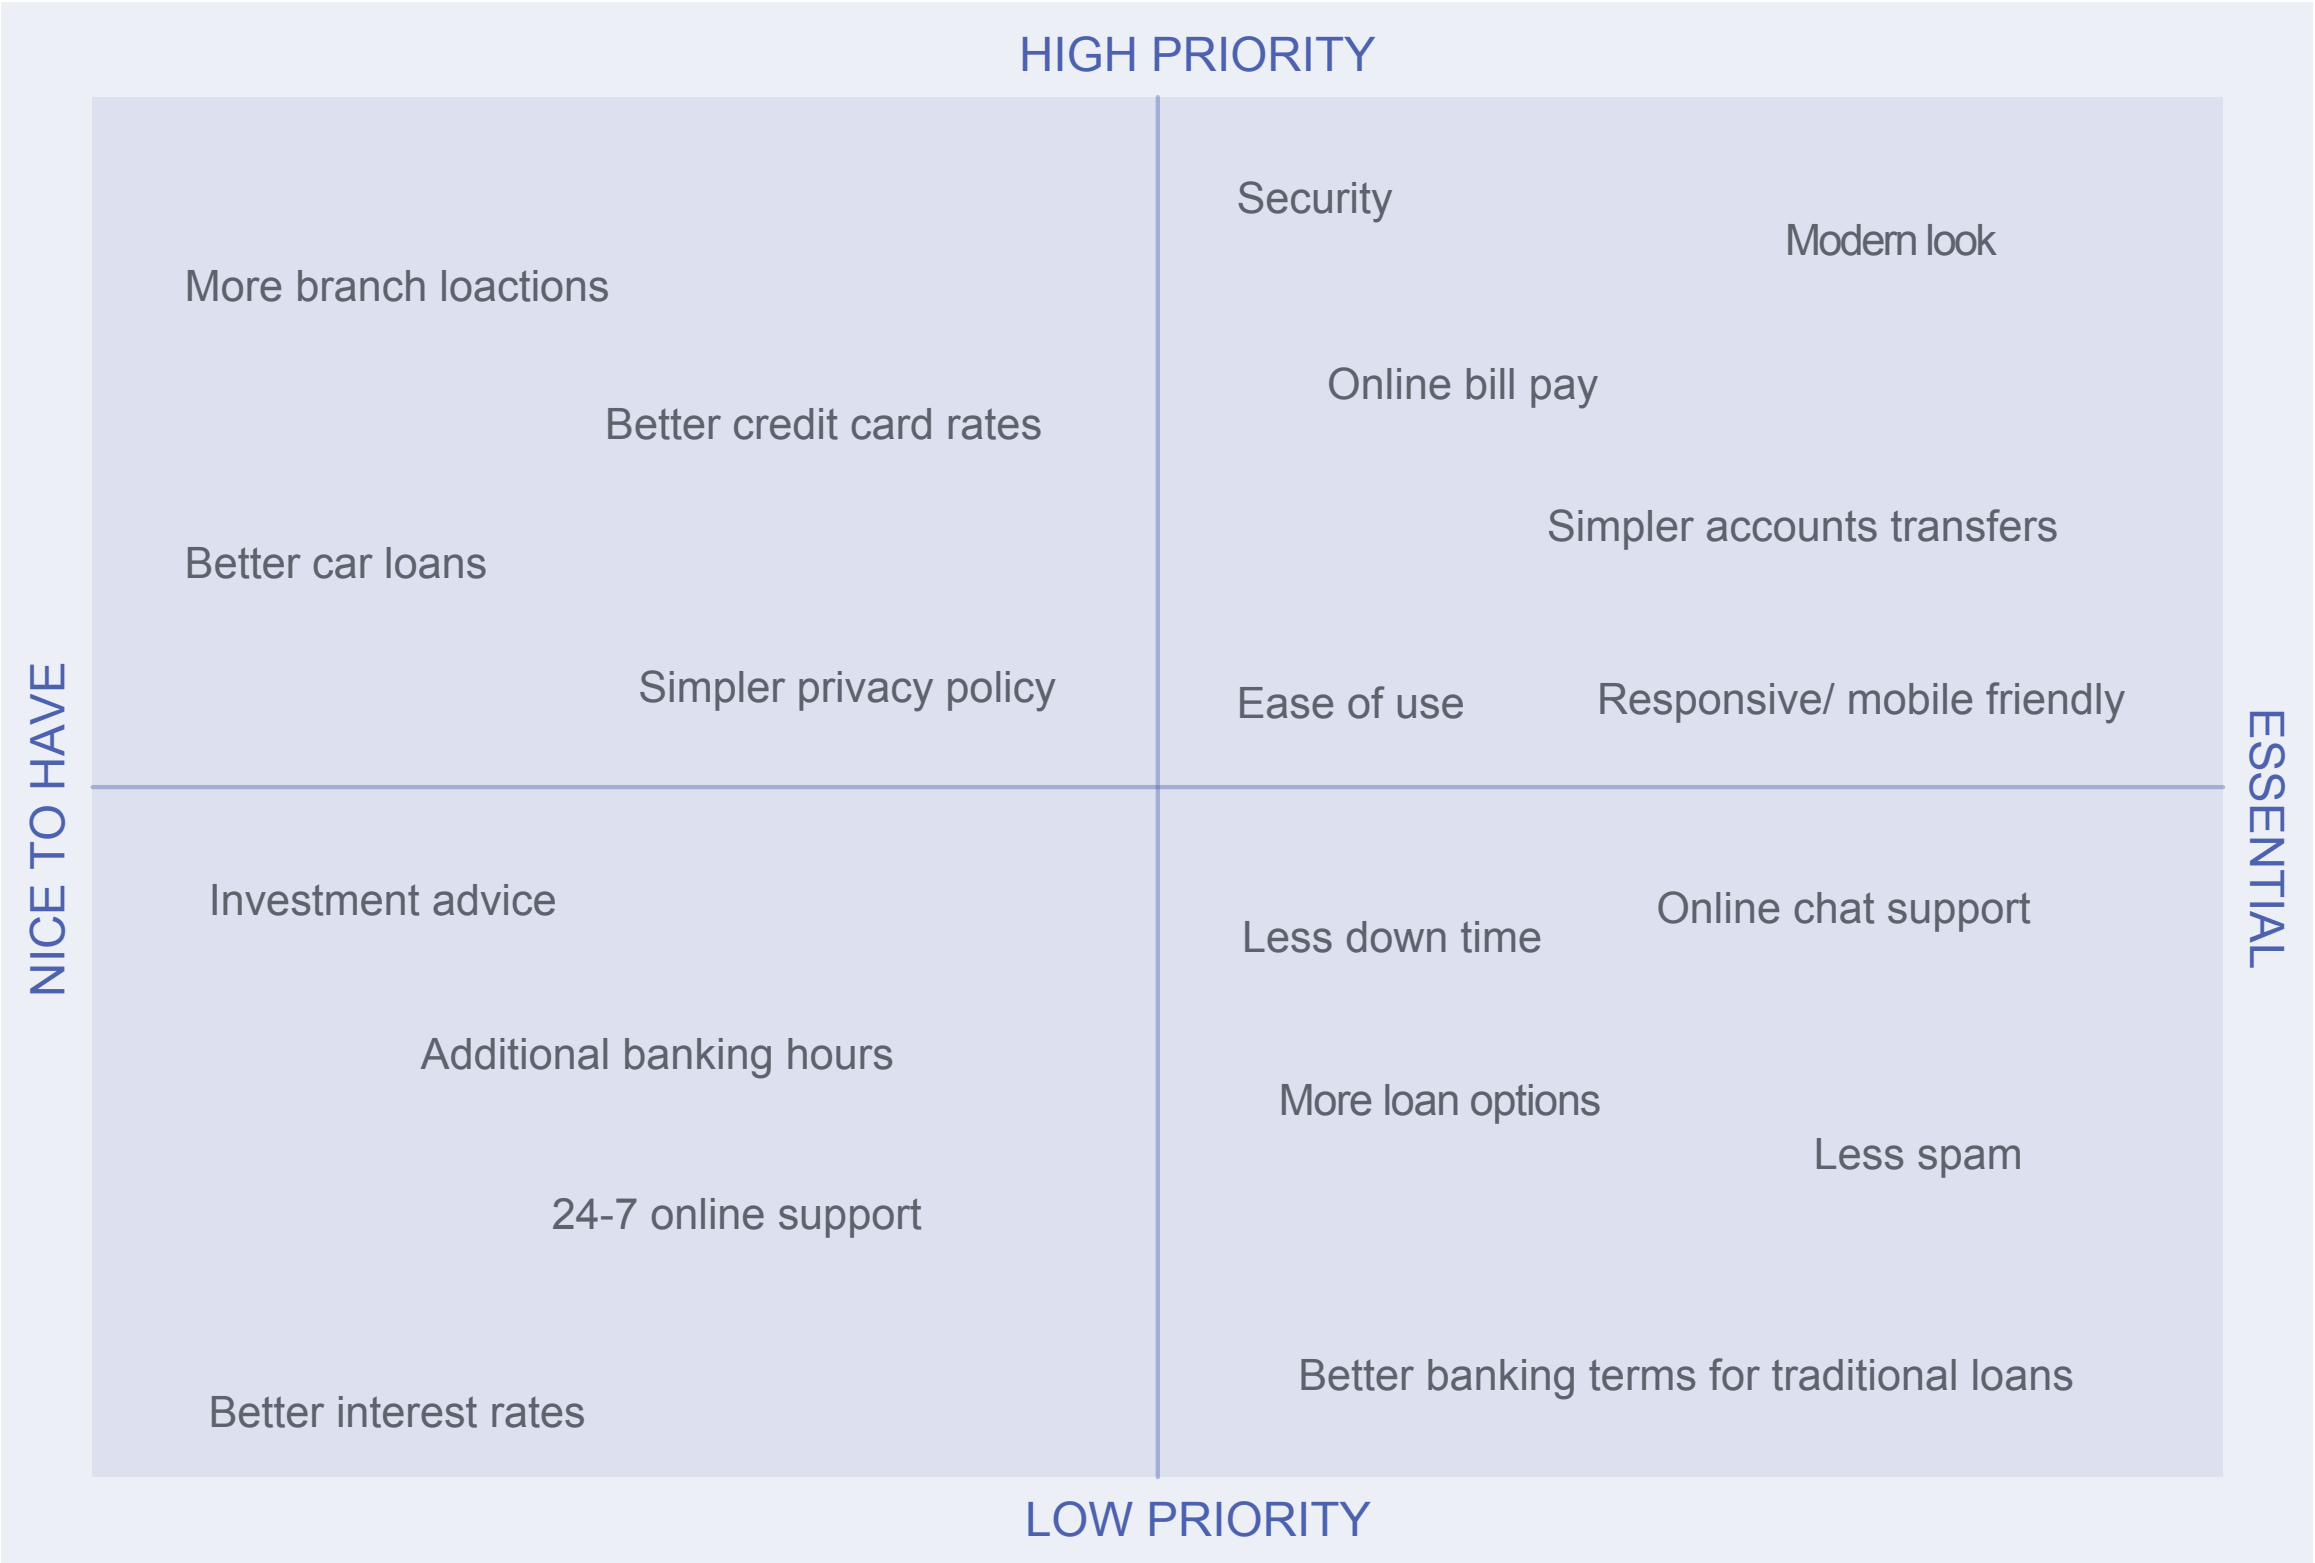 HIGH PRIORITY
Security
Modern look
More branch loactions
Online bill pay
Better credit card rates
Simpler accounts transfers
Better car loans
Simpler privacy policy
Ease of use
Responsive/ mobile friendly
NICE TO HAVE
ESSENTIAL
Investment advice
Online chat support
Less down time
Additional banking hours
More loan options
Less spam
24-7 online support
Better banking terms for traditional loans
Better interest rates
LOW PRIORITY